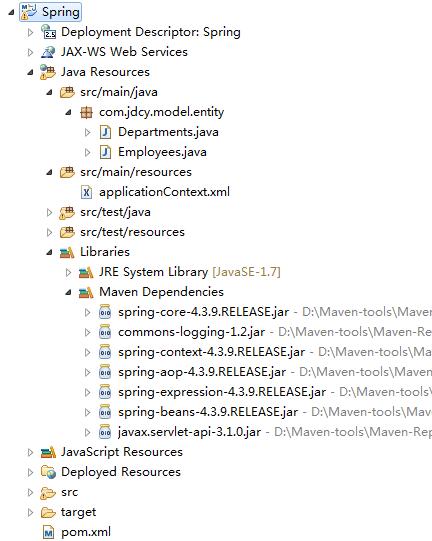 Spring
Deployment Descriptor: Spring
JAX-WS Web Services
Java Resources
src/main/java
com.jdcy.model.entity
Departments.java
Employees.java
src/main/resources
applicationContext.xml
src/test/java
src/test/resources
Libraries
JRE System Library [JavaSE-1.7]
Maven Dependencies
spring-core-4.3.9.RELEASE.jar - D:\Maven-tools\Maven
commons-logging-1.2.jar - D:\Maven-tools\Maven-Re
spring-context-4.3.9.RELEASE.jar - D:\Maven-tools\M
spring-aop-4.3.9.RELEASE.jar - D:\Maven-tools\Maven
spring-expression-4.3.9.RELEASE.jar - D:\Maven-tools
spring-beans-4.3.9.RELEASE.jar - D:\Maven-tools\Mav
javax.servlet-api-3.1.0.jar - D:\Maven-tools\Maven-Rep
JavaScript Resources
Deployed Resources
src
target
pom.xml